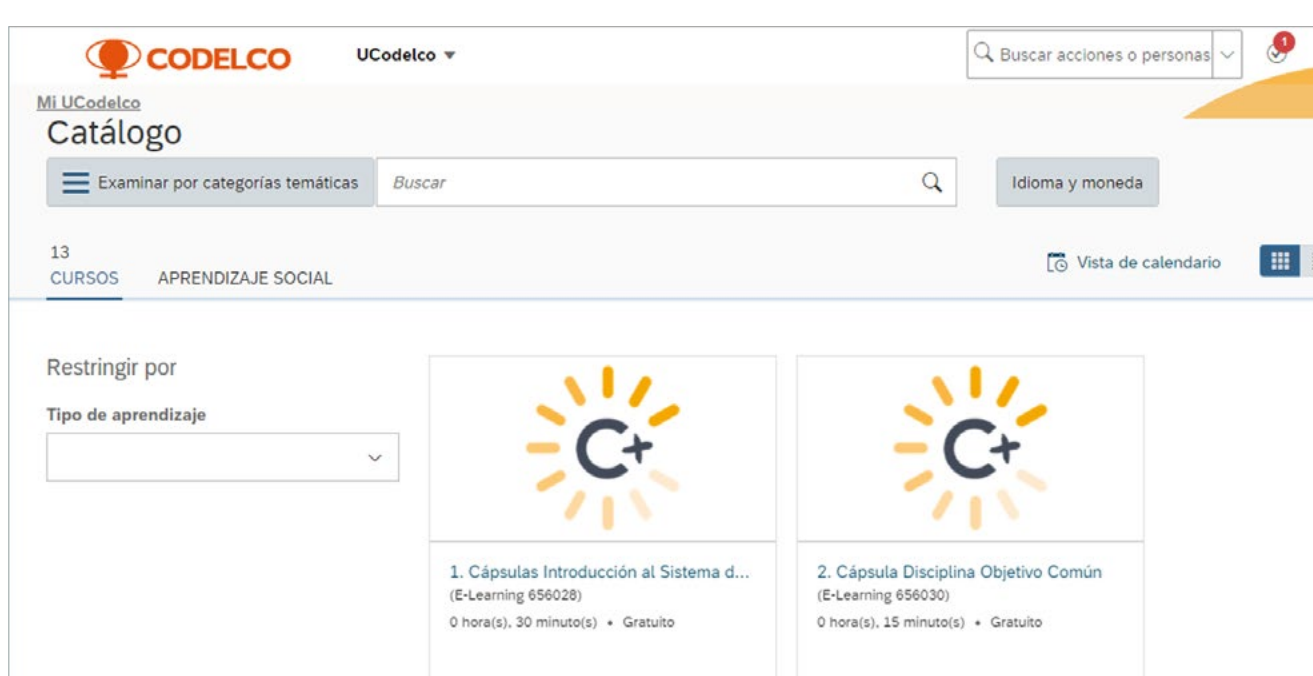 CODELCO
UCodelco
Buscar acciones o personas
1
Mi UCodelco
Catálogo
Examinar por categorías temáticas
Buscar
Idioma y moneda
13
CURSOS
APRENDIZAJE SOCIAL
Vista de calendario
Restringir por
Tipo de aprendizaje
C+
1. Cápsulas Introducción al Sistema d...
(E-Learning 656028)
0 hora(s), 30 minuto(s) • Gratuito
C+
2. Cápsula Disciplina Objetivo Común
(E-Learning 656030)
0 hora(s), 15 minuto(s) • Gratuito